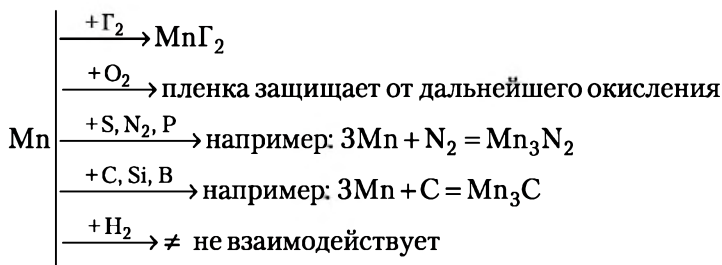 +Г₂ MnГ₂
+O₂ пленка защищает от дальнейшего окисления
Mn +S, N₂, P например: 3Mn + N₂ = Mn₃N₂
+C, Si, B например: 3Mn + C = Mn₃C
+H₂ ≠ не взаимодействует